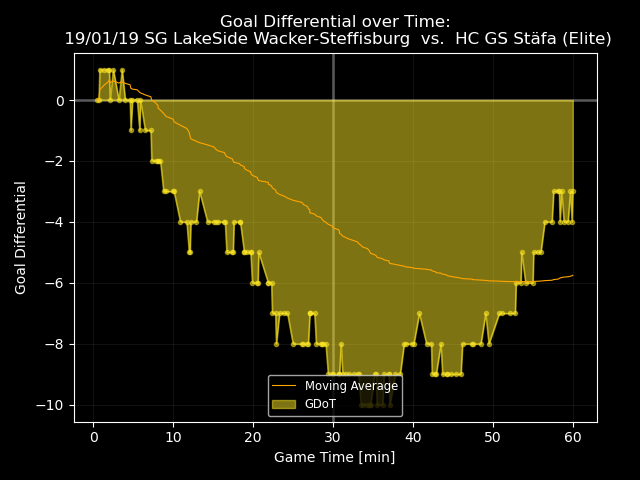 Goal Differential over Time:
19/01/19 SG LakeSide Wacker-Steffisburg vs. HC GS Stäfa (Elite)
Goal Differential
0
−2
−4
−6
−8
−10
Moving Average
GDoT
0 10 20 30 40 50 60
Game Time [min]